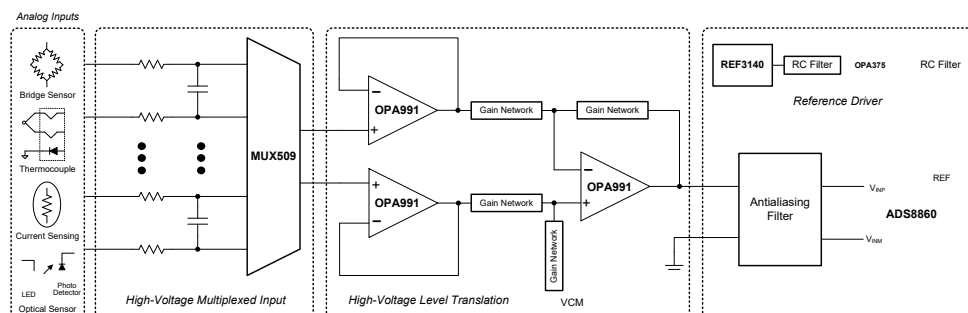 Analog Inputs
Bridge Sensor
Thermocouple
Current Sensing
LED
Photo
Detector
Optical Sensor
MUX509
High-Voltage Multiplexed Input
OPA991
Gain Network
Gain Network
OPA991
Gain Network
OPA991
Gain Network
VCM
High-Voltage Level Translation
REF3140
RC Filter
OPA375
RC Filter
Reference Driver
Antialiasing
Filter
VINP
REF
ADS8860
VINM